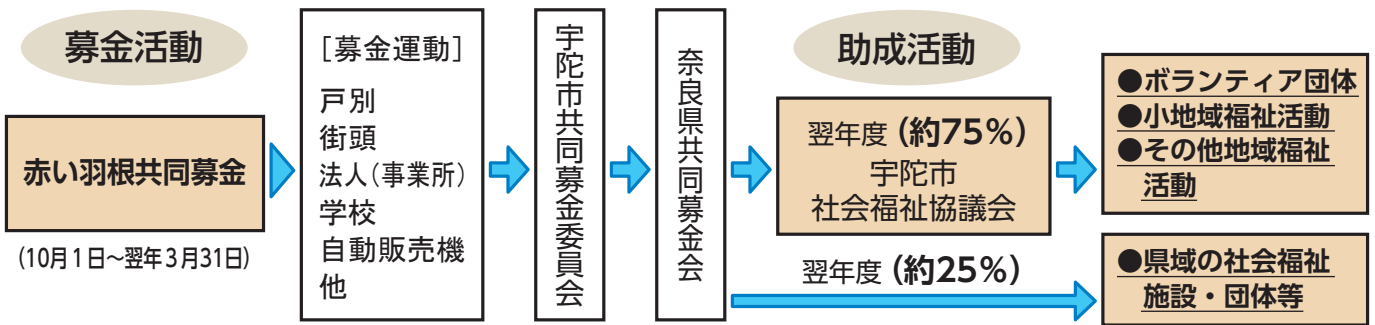 募金活動
赤い羽根共同募金
(10月1日〜翌年3月31日)
［募金運動］
戸別
街頭
法人(事業所)
学校
自動販売機
他
宇陀市共同募金委員会
奈良県共同募金会
助成活動
翌年度(約75%)
宇陀市
社会福祉協議会
翌年度(約25%)
●ボランティア団体
●小地域福祉活動
●その他地域福祉
活動
●県域の社会福祉
施設・団体等